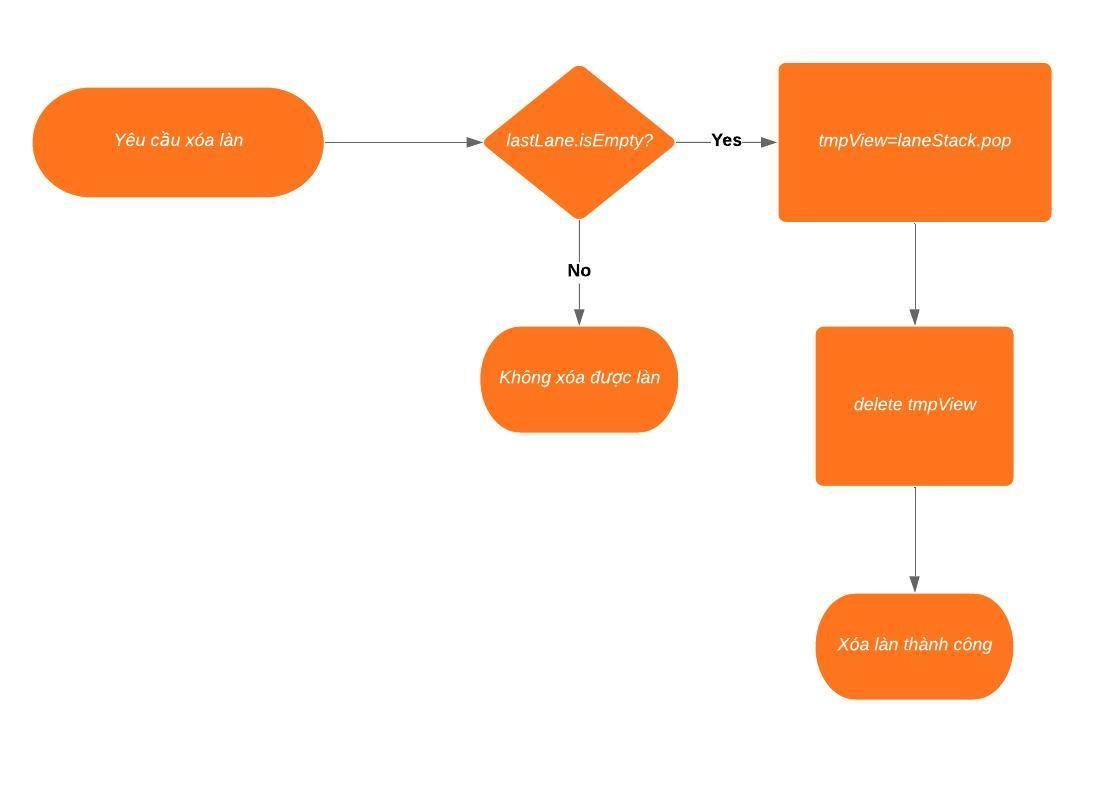 Yêu cầu xóa làn
lastLane.isEmpty?
Yes
tmpView=laneStack.pop
No
Không xóa được làn
delete tmpView
Xóa làn thành công